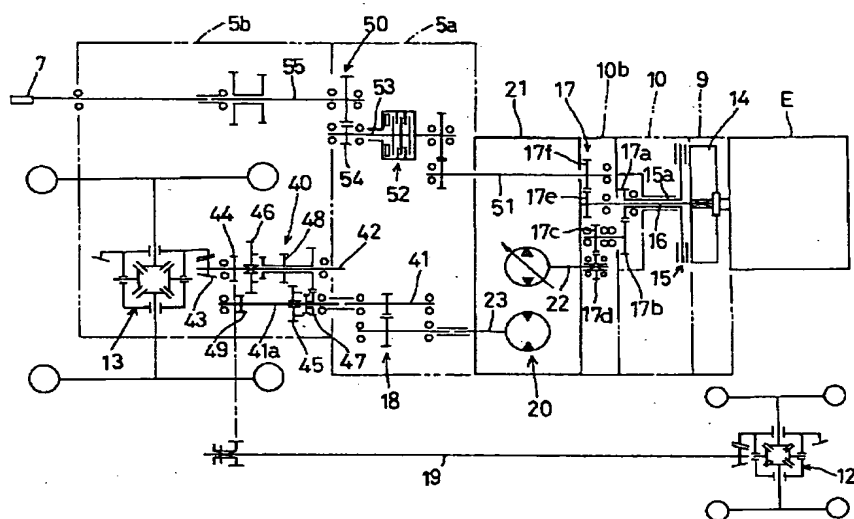 5b 50 5a
7 55 53 21 17 10b 10 9 14 E
17f 17a 15a
54 52 17e
46 40 48 51 17c 16
44 42
41 22 15
43 17d 17b
23
13 49 41a 45 47 18 20
19 12